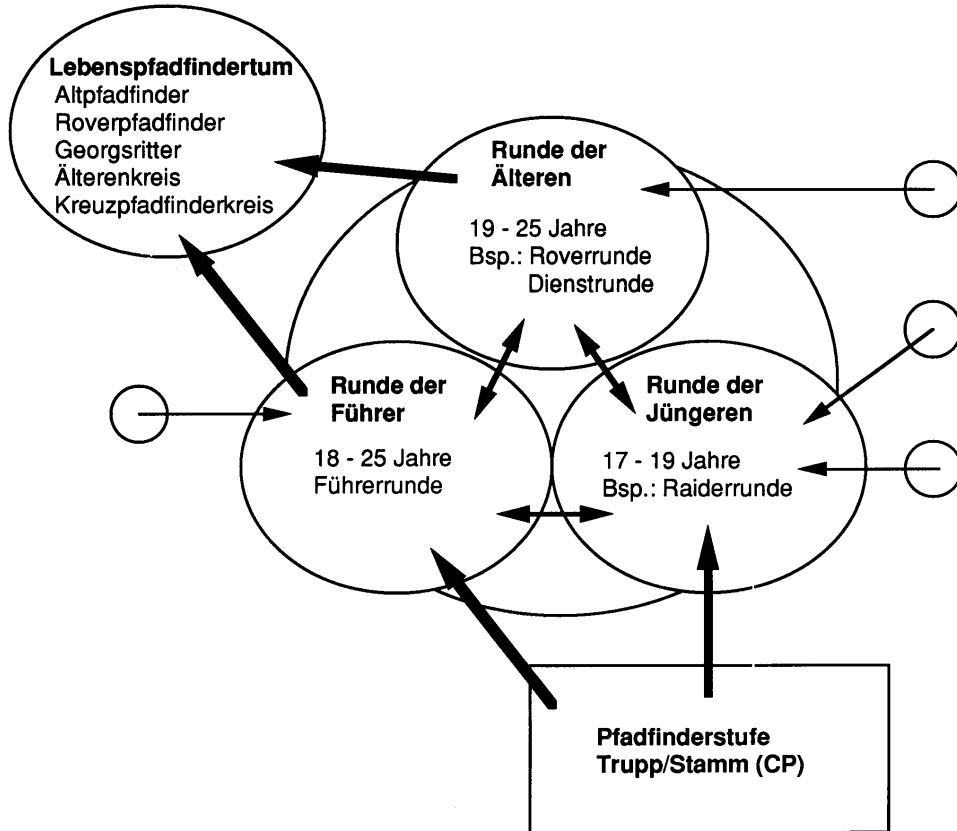 Lebenspfadfindertum
Altpfadfinder
Roverpfadfinder
Georgsritter
Älterenkreis
Kreuzpfadfinderkreis
Runde der
Älteren
19 - 25 Jahre
Bsp.: Roverrunde
Dienstrunde
Runde der
Führer
18 - 25 Jahre
Führerrunde
Runde der
Jüngeren
17 - 19 Jahre
Bsp.: Raiderrunde
Pfadfinderstufe
Trupp/Stamm (CP)